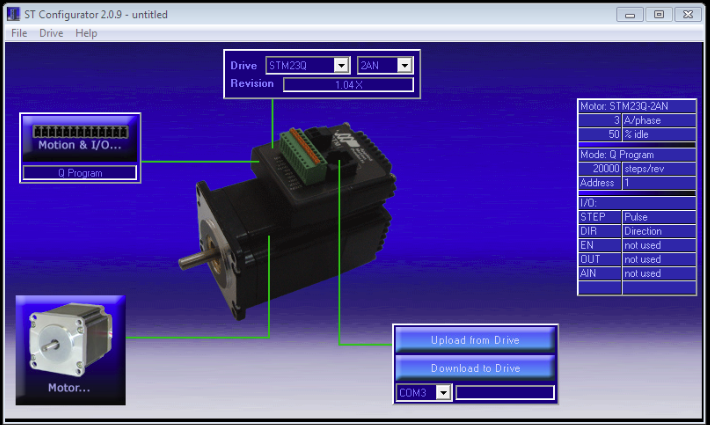 ST Configurator 2.0.9 - untitled
File Drive Help
Drive STM23Q 2AN
Revision 1.04X
Motion & I/O...
Q Program
Motor: STM23Q-2AN
3 A/phase
50 % idle
Mode: Q Program
20000 steps/rev
Address 1
I/O:
STEP Pulse
DIR Direction
EN not used
OUT not used
AIN not used
Motor...
Upload from Drive
Download to Drive
COM3